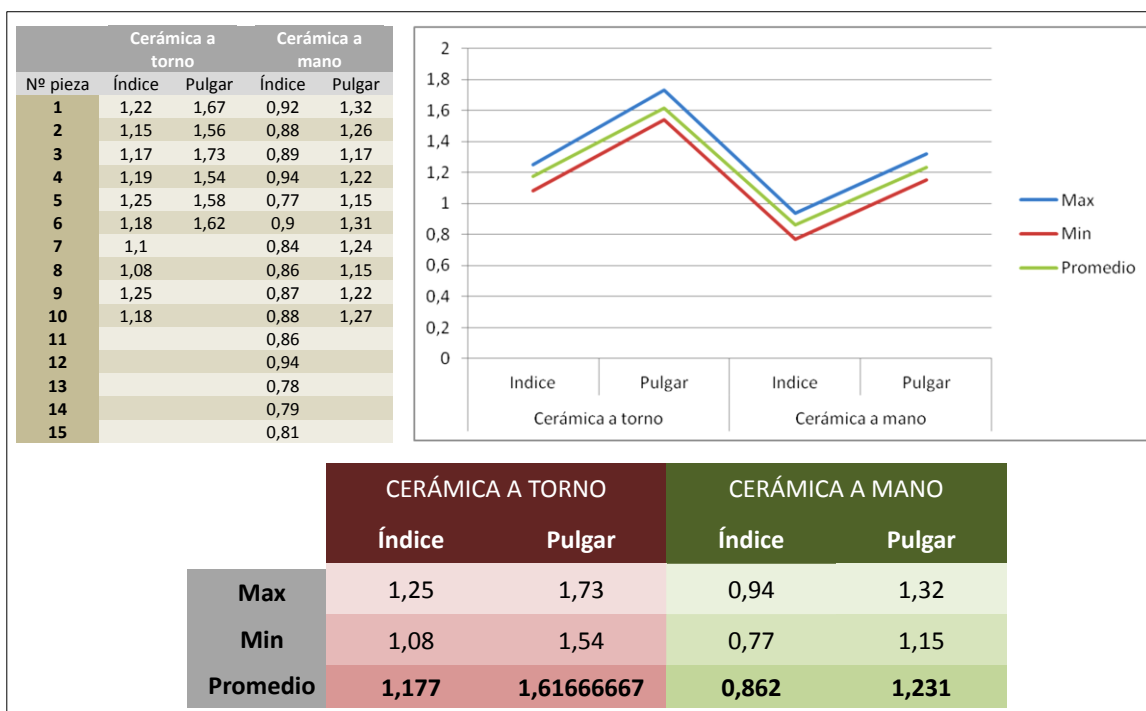 Cerámica a torno Cerámica a mano
Nº pieza Índice Pulgar Índice Pulgar
1 1,22 1,67 0,92 1,32
2 1,15 1,56 0,88 1,26
3 1,17 1,73 0,89 1,17
4 1,19 1,54 0,94 1,22
5 1,25 1,58 0,77 1,15
6 1,18 1,62 0,9 1,31
7 1,1 0,84 1,24
8 1,08 0,86 1,15
9 1,25 0,87 1,22
10 1,18 0,88 1,27
11 0,86
12 0,94
13 0,78
14 0,79
15 0,81
2
1,8
1,6
1,4
1,2
1
0,8
0,6
0,4
0,2
0
Indice Pulgar Indice Pulgar
Cerámica a torno Cerámica a mano
Max
Min
Promedio
CERÁMICA A TORNO CERÁMICA A MANO
Índice Pulgar Índice Pulgar
Max 1,25 1,73 0,94 1,32
Min 1,08 1,54 0,77 1,15
Promedio 1,177 1,61666667 0,862 1,231